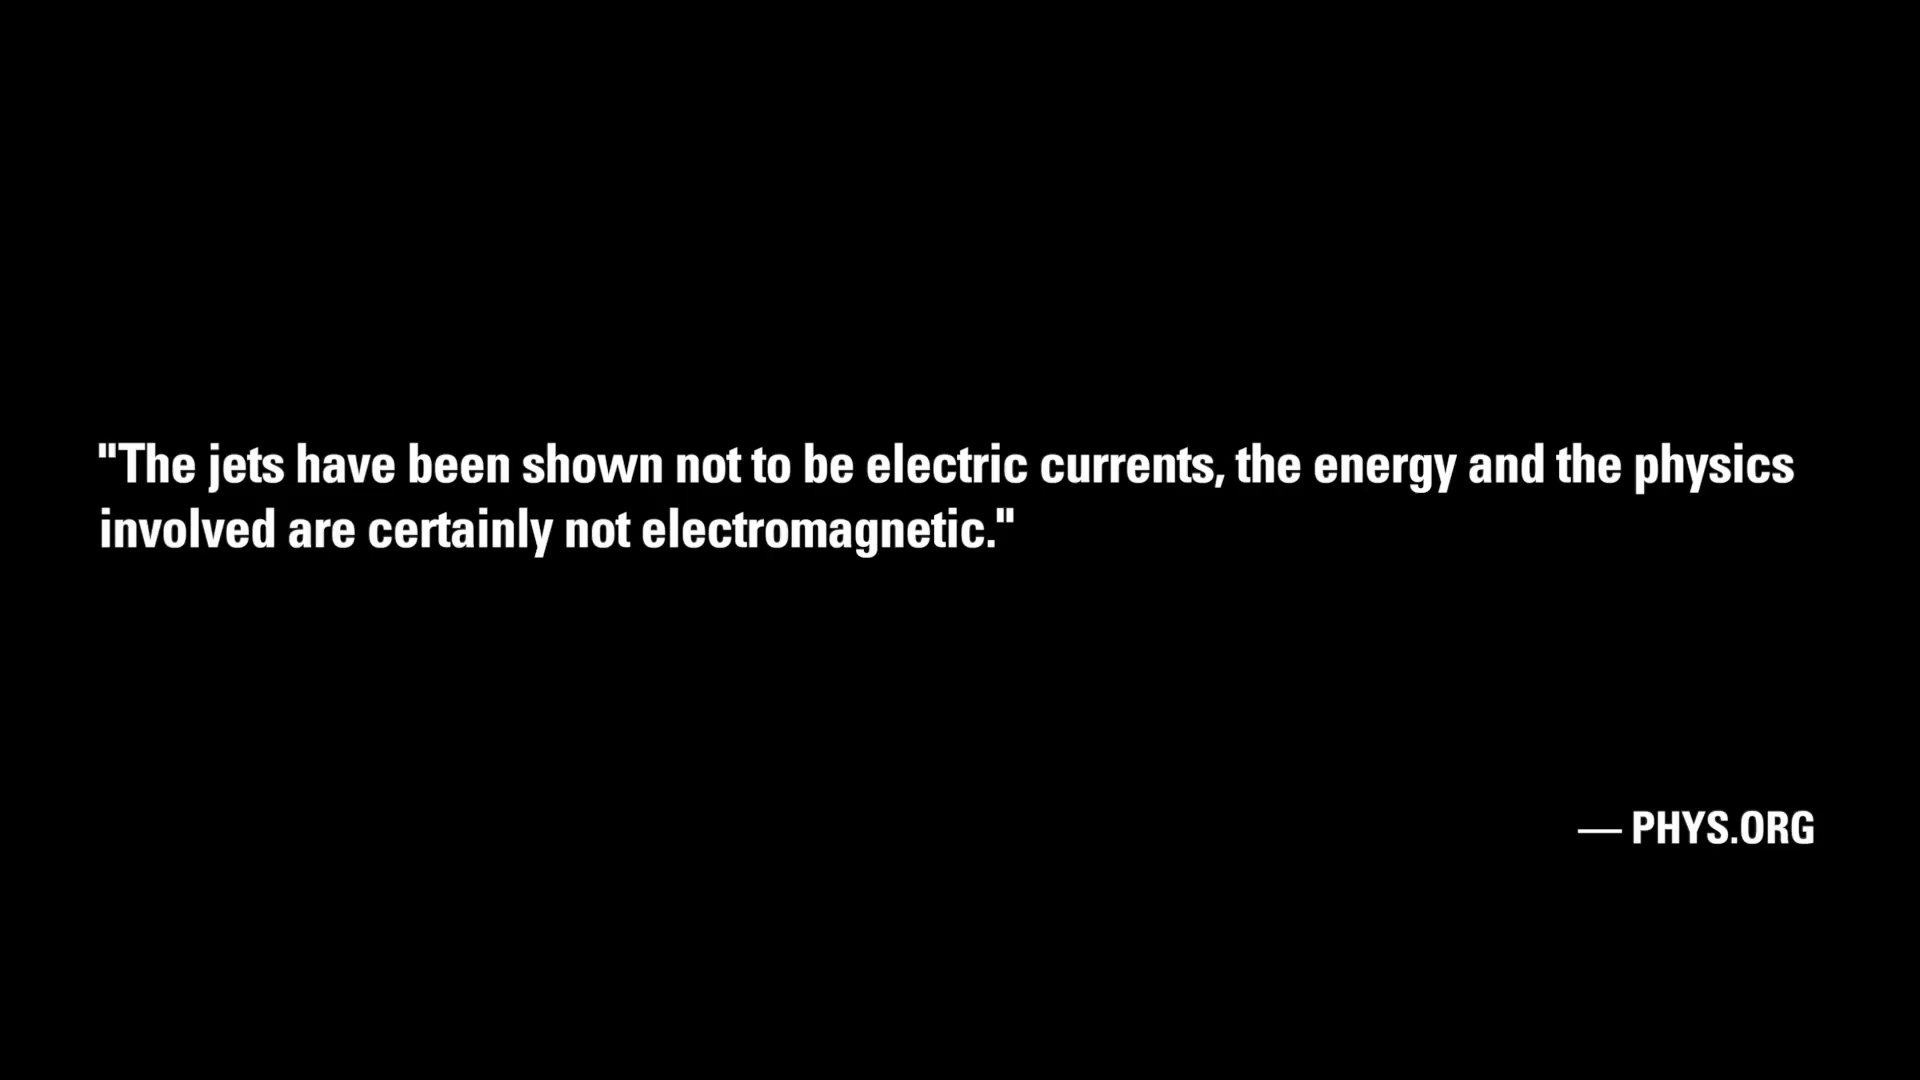 "The jets have been shown not to be electric currents, the energy and the physics
involved are certainly not electromagnetic."
— PHYS.ORG